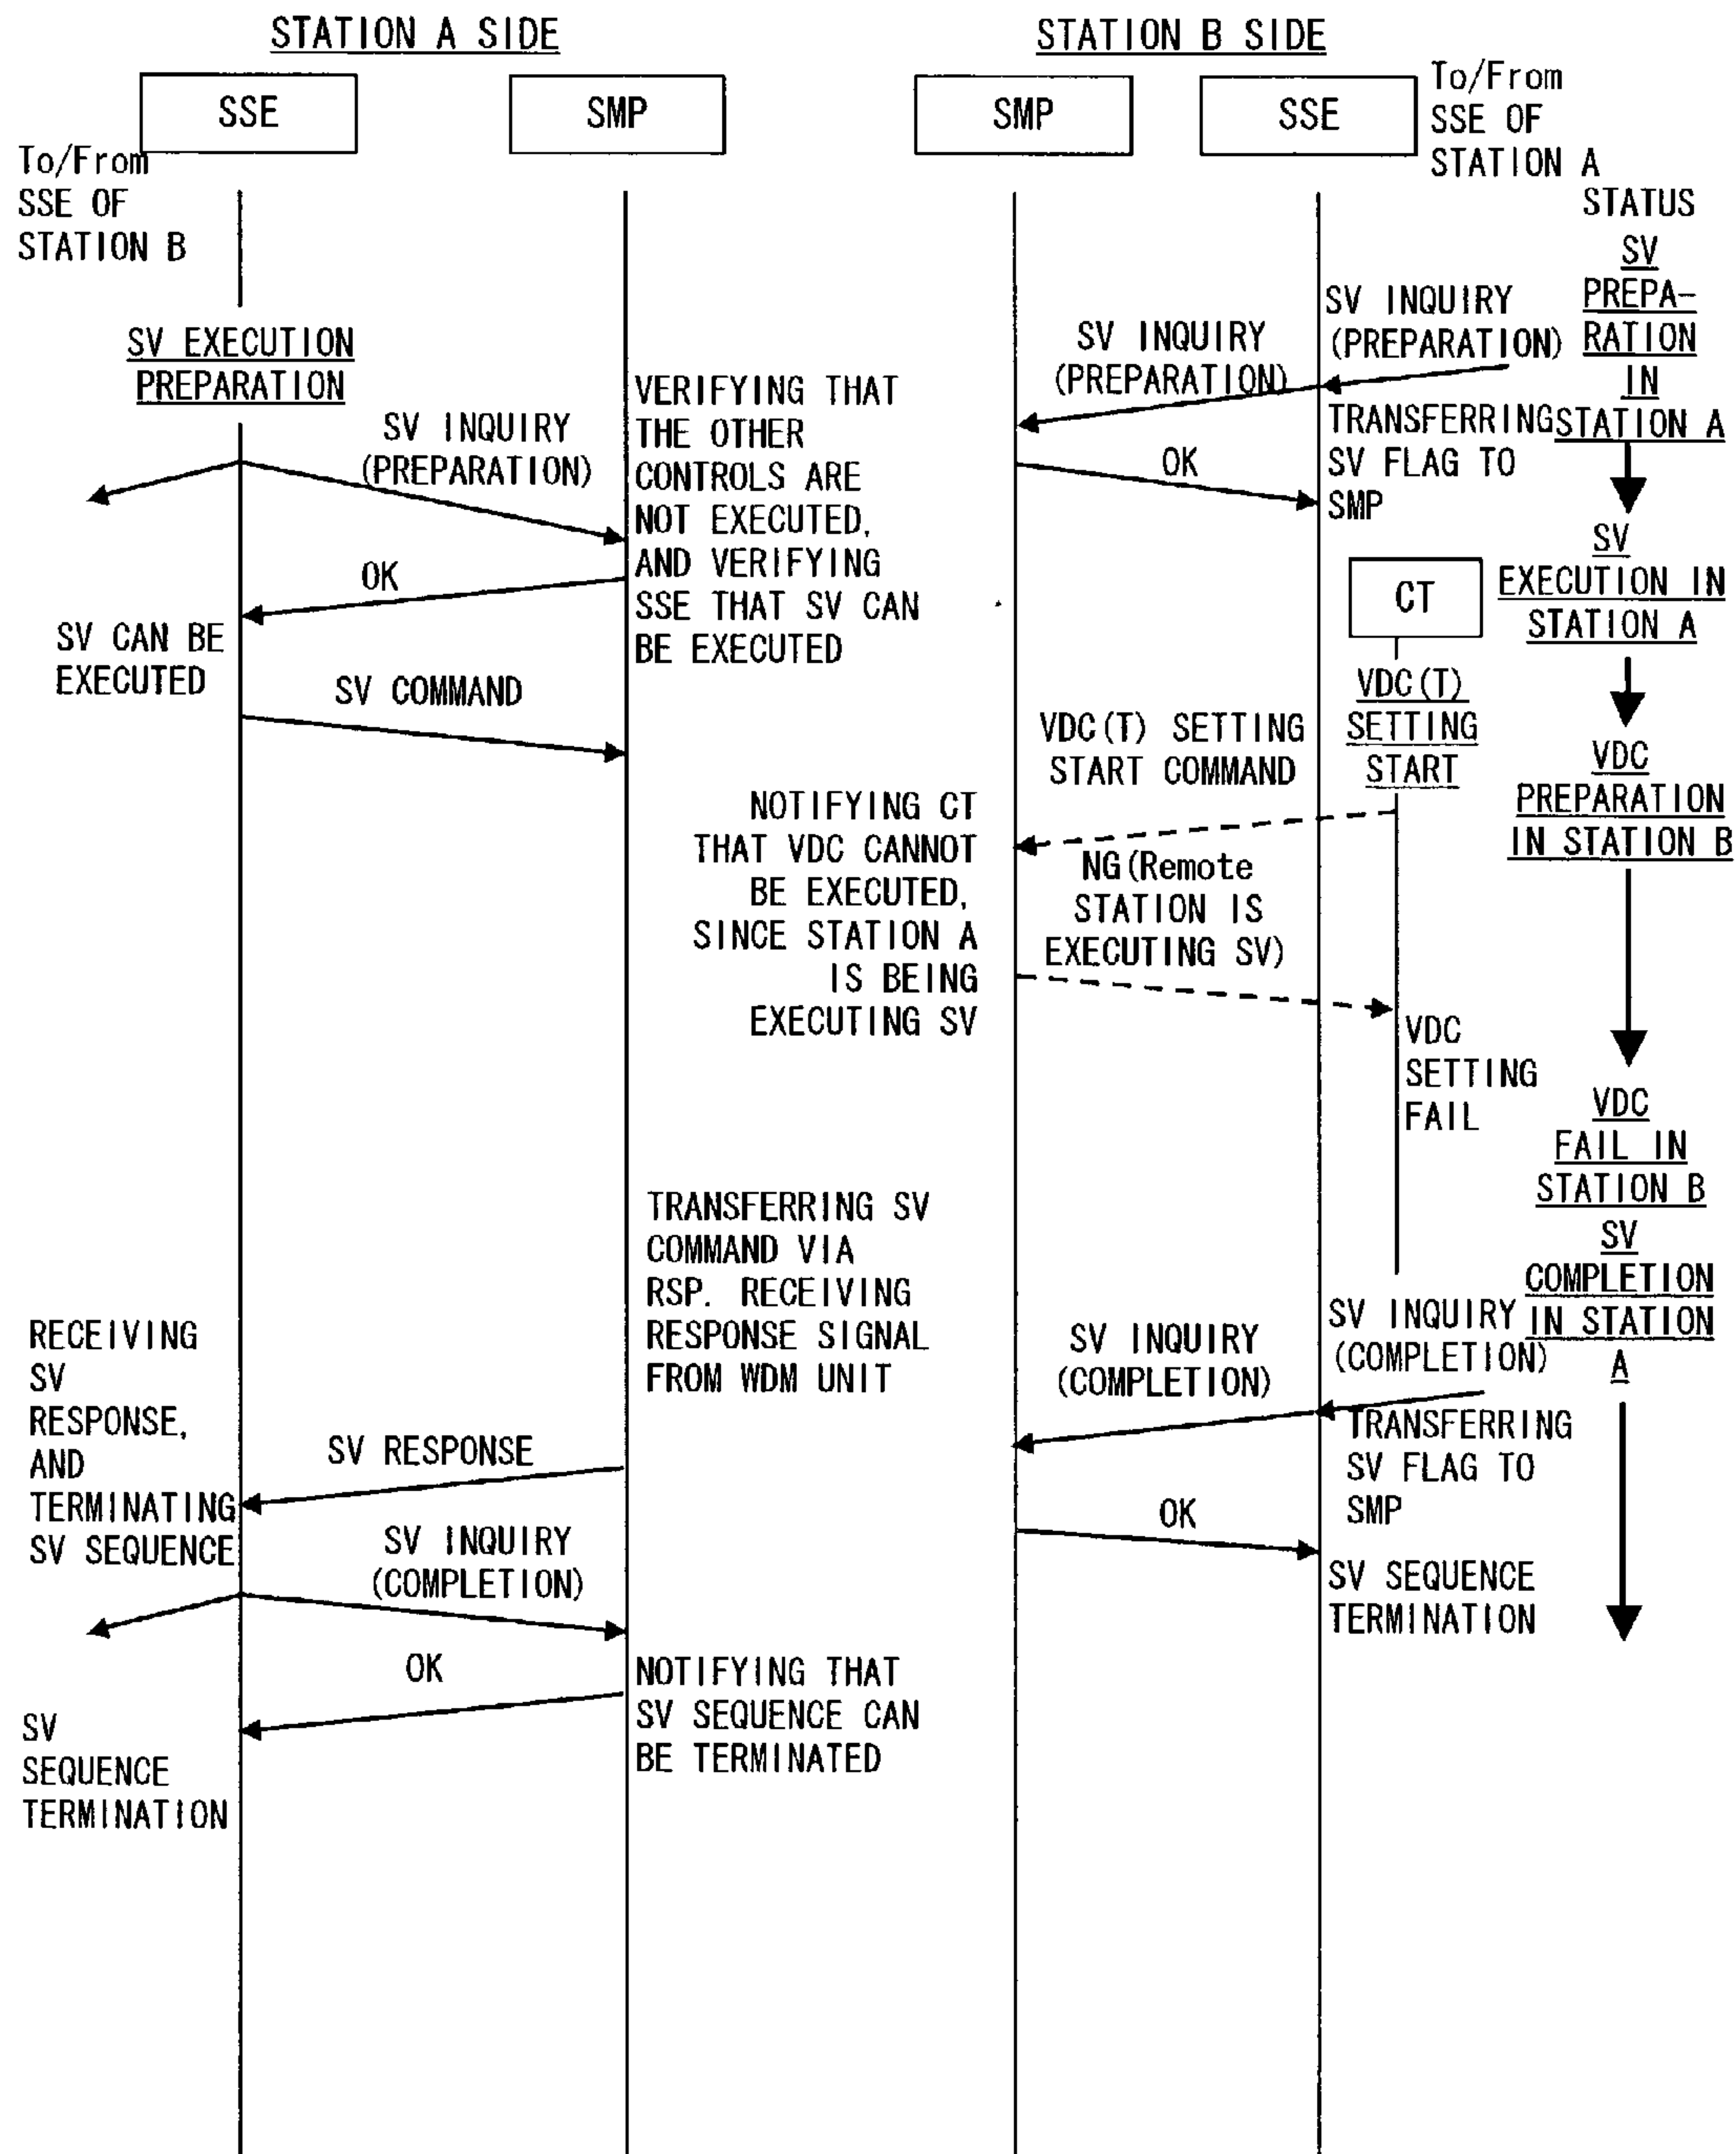 STATION A SIDE
STATION B SIDE
SSE
SMP
SMP
SSE
To/From
SSE OF
STATION A
To/From
SSE OF
STATION B
STATUS
SV
PREPA-
RATION
IN
STATION A
SV INQUIRY
(PREPARATION)
SV INQUIRY
(PREPARATION)
SV EXECUTION
PREPARATION
VERIFYING THAT
THE OTHER
CONTROLS ARE
NOT EXECUTED,
AND VERIFYING
SSE THAT SV CAN
BE EXECUTED
SV INQUIRY
(PREPARATION)
TRANSFERRING
SV FLAG TO
SMP
OK
SV
EXECUTION IN
STATION A
OK
CT
SV CAN BE
EXECUTED
SV COMMAND
VDC(T)
SETTING
START
VDC(T) SETTING
START COMMAND
VDC
PREPARATION
IN STATION B
NOTIFYING CT
THAT VDC CANNOT
BE EXECUTED,
SINCE STATION A
IS BEING
EXECUTING SV
NG(Remote
STATION IS
EXECUTING SV)
VDC
SETTING
FAIL
VDC
FAIL IN
STATION B
TRANSFERRING SV
COMMAND VIA
RSP. RECEIVING
RESPONSE SIGNAL
FROM WDM UNIT
SV
COMPLETION
IN STATION
A
SV INQUIRY
(COMPLETION)
SV INQUIRY
(COMPLETION)
RECEIVING
SV
RESPONSE,
AND
TERMINATING
SV SEQUENCE
SV RESPONSE
TRANSFERRING
SV FLAG TO
SMP
OK
SV INQUIRY
(COMPLETION)
SV SEQUENCE
TERMINATION
OK
NOTIFYING THAT
SV SEQUENCE CAN
BE TERMINATED
SV
SEQUENCE
TERMINATION